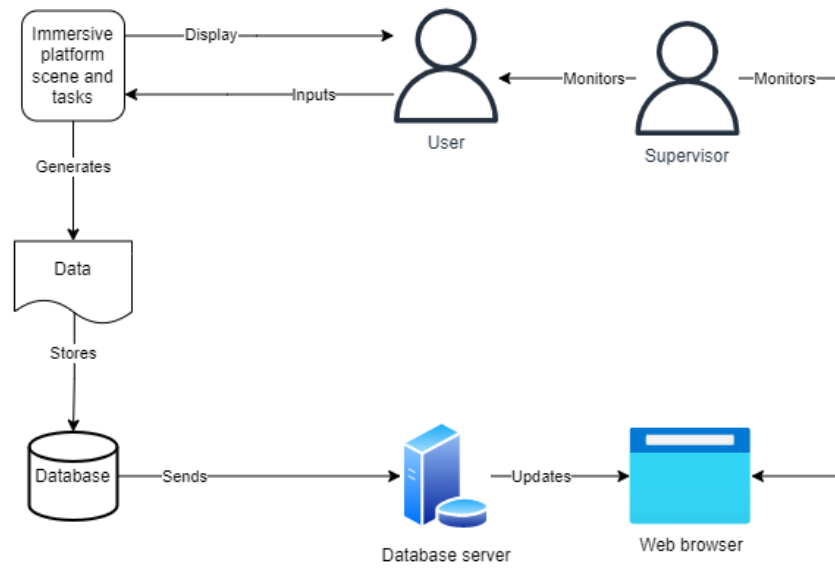 Immersive
platform
scene and
tasks
Display
Inputs
Monitors
Monitors
User
Supervisor
Generates
Data
Stores
Database
Sends
Updates
Database server
Web browser